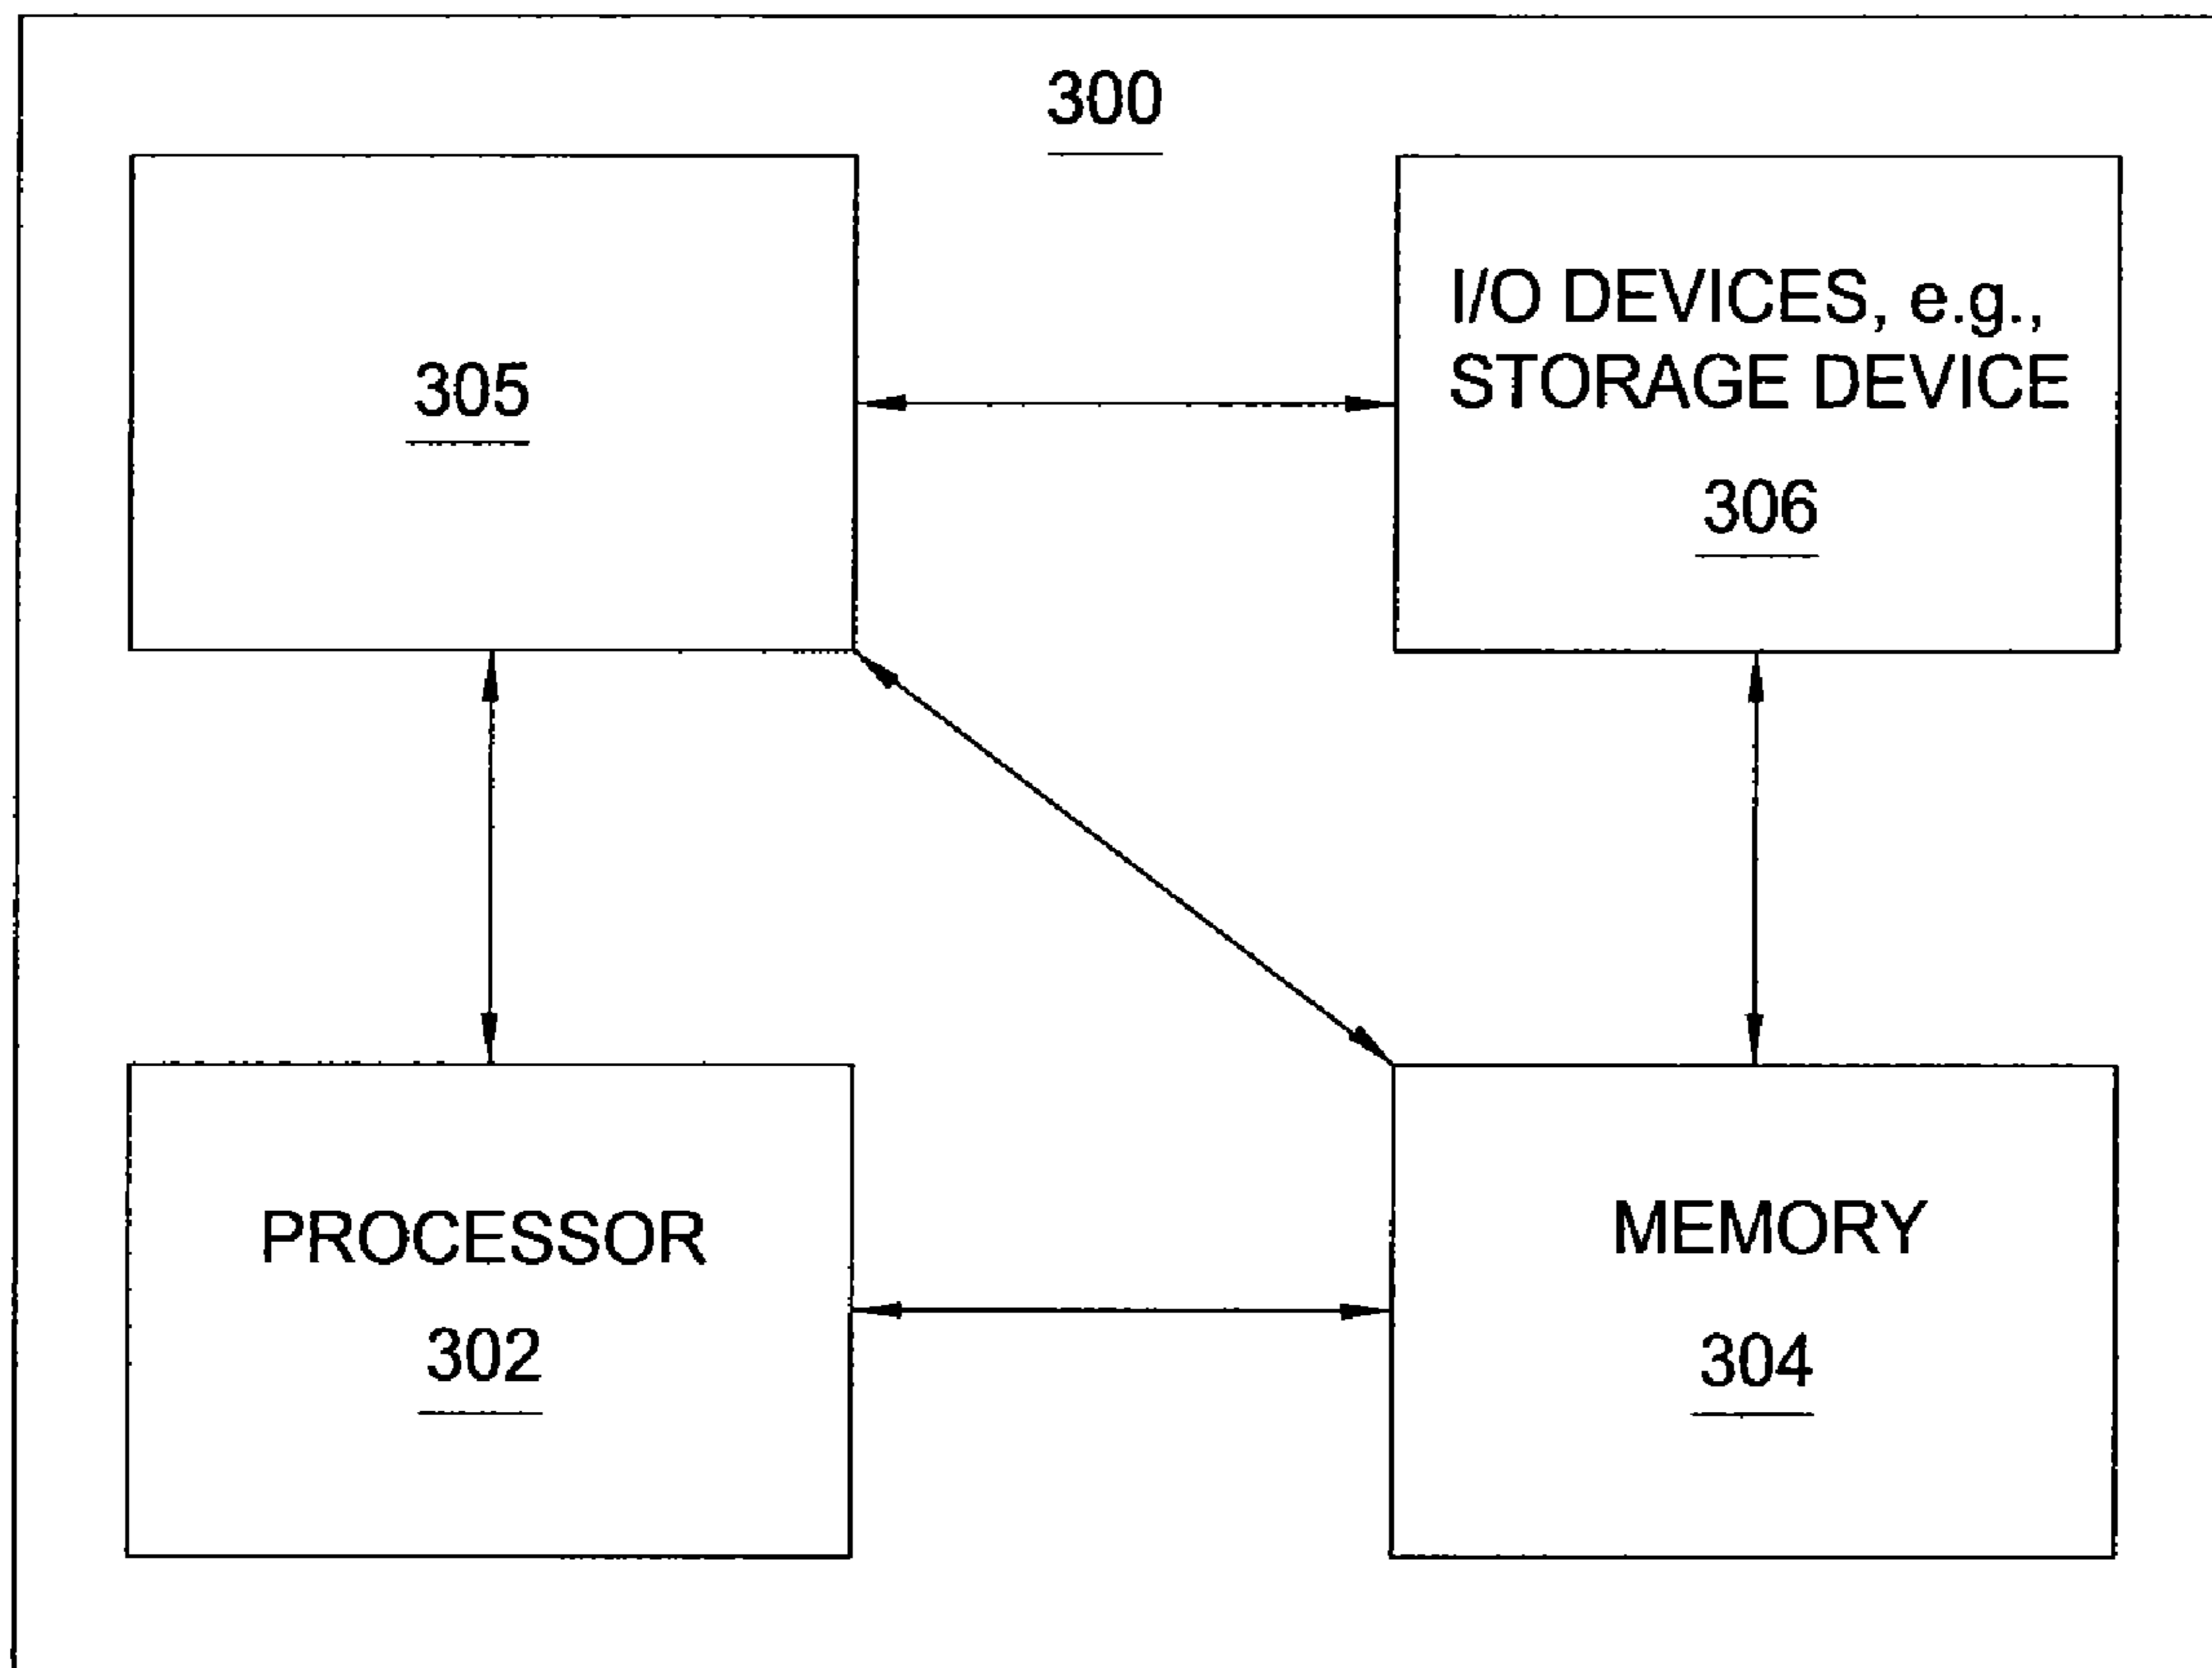 300
305
I/O DEVICES, e.g.,
STORAGE DEVICE
306
PROCESSOR
302
MEMORY
304